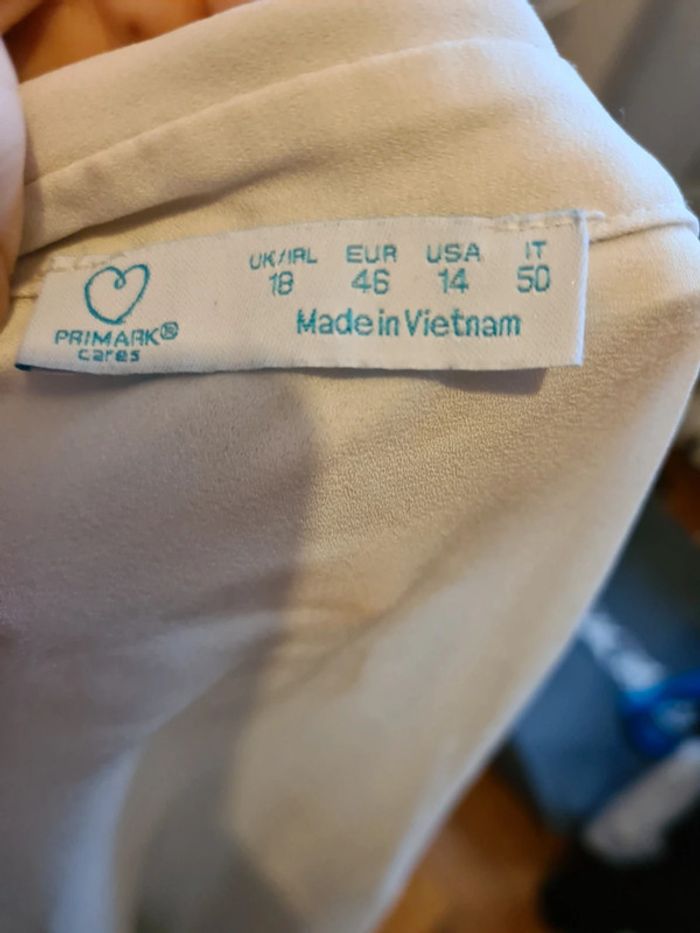 PRIMARK®
cares
UK/IRL EUR USA IT
18 46 14 50
Made in Vietnam